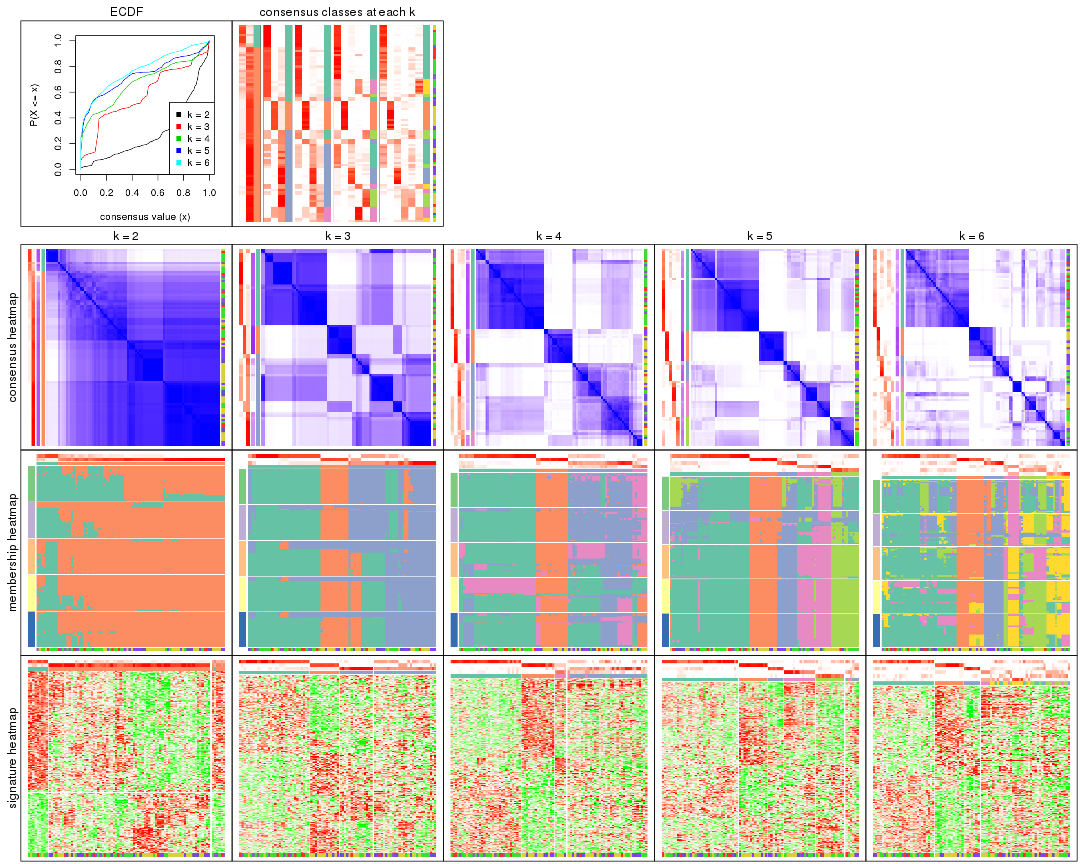 ECDF
consensus classes at each k
P(X <= x)
0.0 0.2 0.4 0.6 0.8 1.0
k = 2
k = 3
k = 4
k = 5
k = 6
0.0 0.2 0.4 0.6 0.8 1.0
consensus value (x)
k = 2
k = 3
k = 4
k = 5
k = 6
consensus heatmap
membership heatmap
signature heatmap